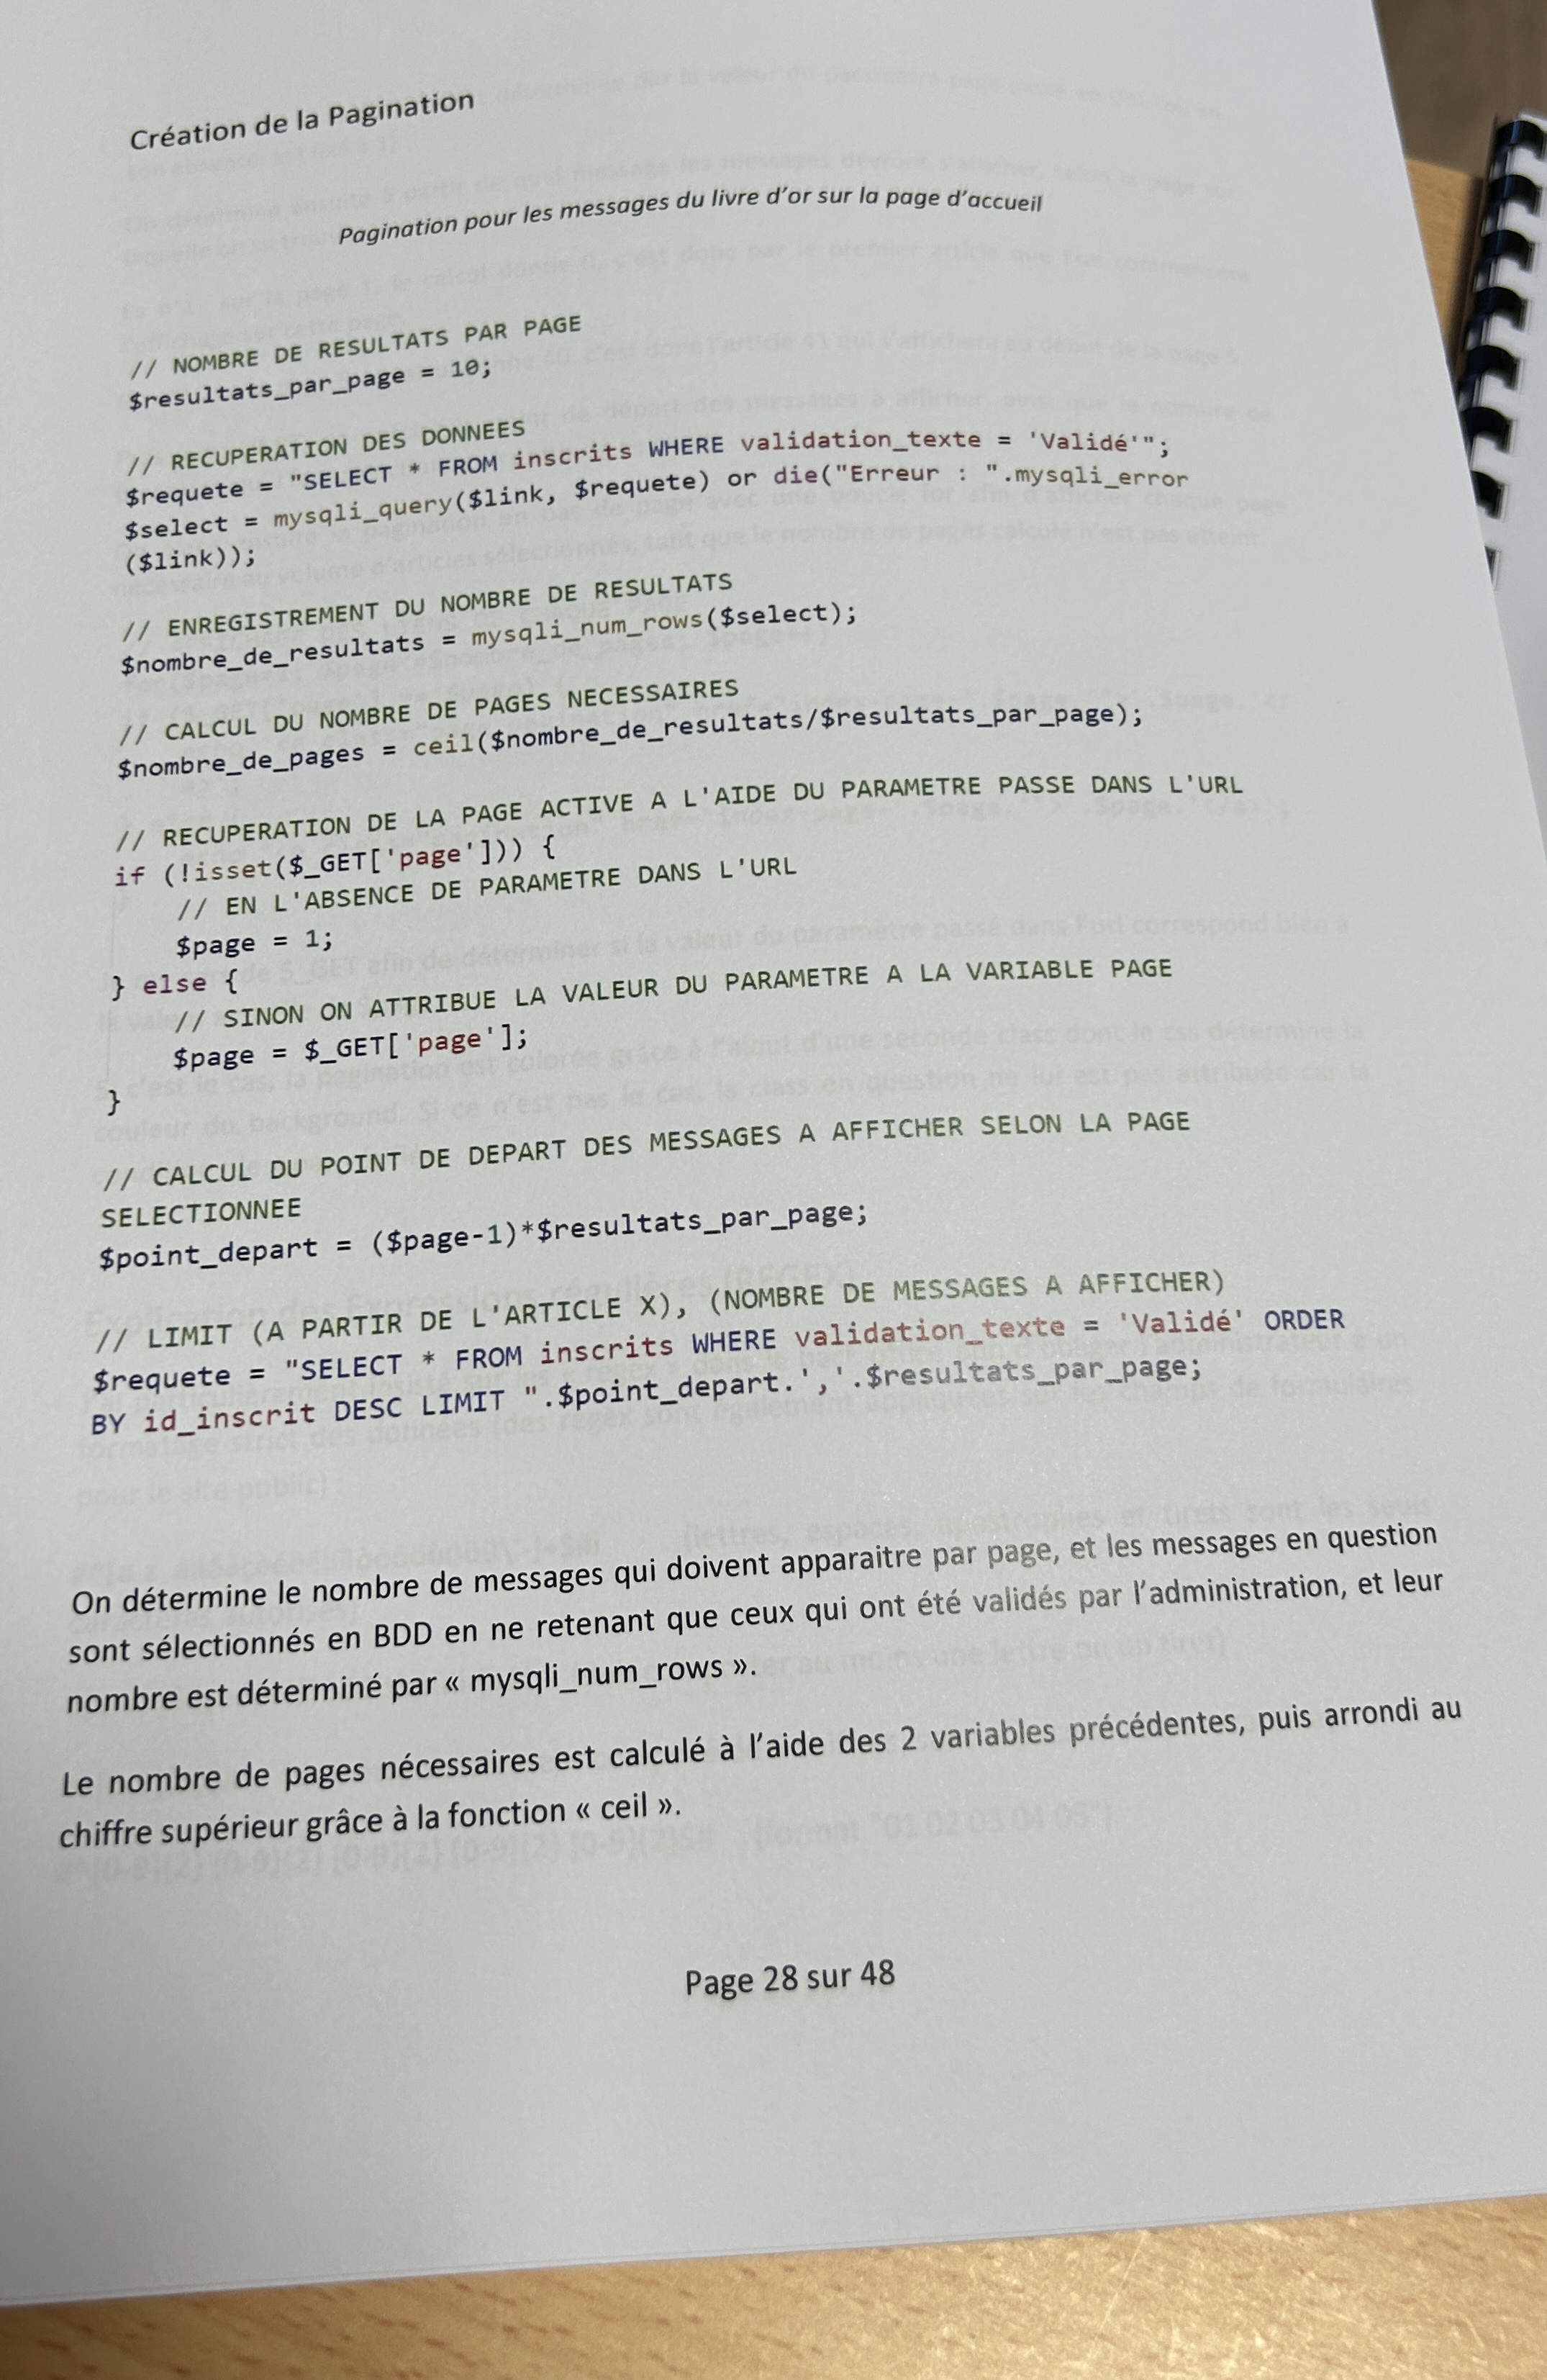 Création de la Pagination
Pagination pour les messages du livre d'or sur la page d'accueil
// NOMBRE DE RESULTATS PAR PAGE
$resultats_par_page = 10;
// RECUPERATION DES DONNEES
$requete = "SELECT * FROM inscrits WHERE validation_texte = 'Validé'";
$select = mysqli_query($link, $requete) or die("Erreur : ".mysqli_error
($link));
// ENREGISTREMENT DU NOMBRE DE RESULTATS
$nombre_de_resultats = mysqli_num_rows($select);
// CALCUL DU NOMBRE DE PAGES NECESSAIRES
$nombre_de_pages = ceil($nombre_de_resultats/$resultats_par_page);
// RECUPERATION DE LA PAGE ACTIVE A L'AIDE DU PARAMETRE PASSE DANS L'URL
if (!isset($_GET['page'])) {
// EN L'ABSENCE DE PARAMETRE DANS L'URL
$page = 1;
} else {
// SINON ON ATTRIBUE LA VALEUR DU PARAMETRE A LA VARIABLE PAGE
$page = $_GET['page'];
}
// CALCUL DU POINT DE DEPART DES MESSAGES A AFFICHER SELON LA PAGE
SELECTIONNEE
$point_depart = ($page-1)*$resultats_par_page;
// LIMIT (A PARTIR DE L'ARTICLE X), (NOMBRE DE MESSAGES A AFFICHER)
$requete = "SELECT * FROM inscrits WHERE validation_texte = 'Validé' ORDER
BY id_inscrit DESC LIMIT ".$point_depart.','.$resultats_par_page;
On détermine le nombre de messages qui doivent apparaitre par page, et les messages en question
sont sélectionnés en BDD en ne retenant que ceux qui ont été validés par l'administration, et leur
nombre est déterminé par « mysqli_num_rows ».
Le nombre de pages nécessaires est calculé à l'aide des 2 variables précédentes, puis arrondi au
chiffre supérieur grâce à la fonction « ceil ».
Page 28 sur 48